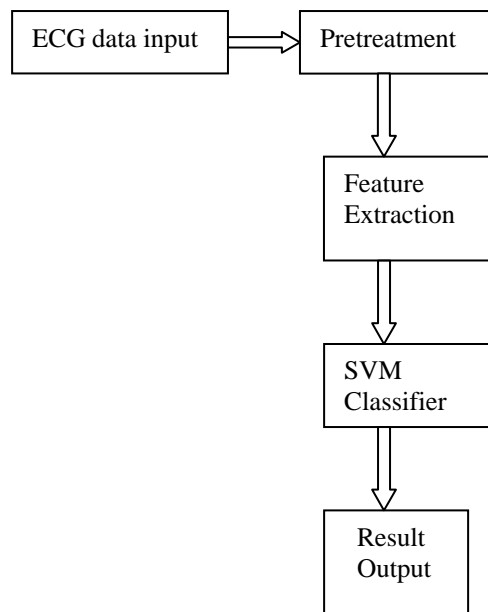 ECG data input
Pretreatment
Feature
Extraction
SVM
Classifier
Result
Output